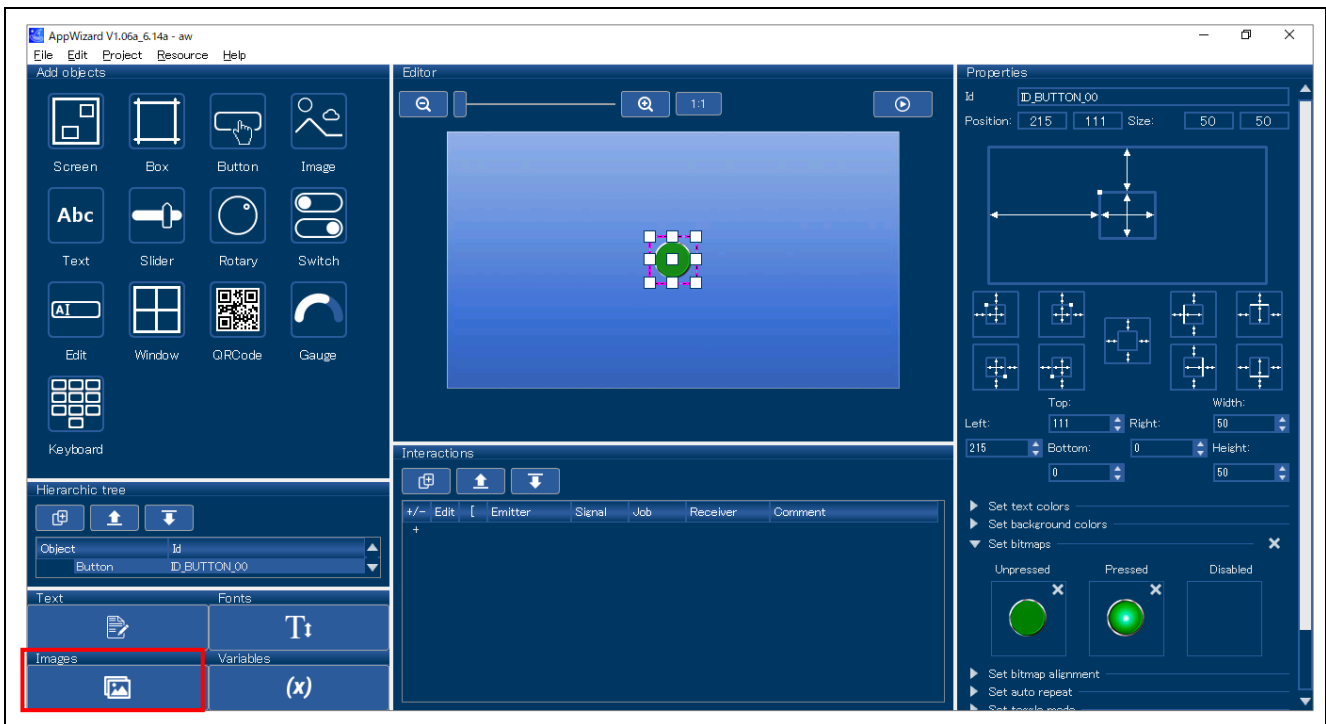 AppWizard V1.06a_6.14a - aw
File Edit Project Resource Help
Add objects
Screen Box Button Image
Abc
Text Slider Rotary Switch
AI
Edit Window QRCode Gauge
Keyboard
Hierarchic tree
Object Id
Button ID_BUTTON_00
Text Fonts
T
Images Variables
(x)
Editor
1:1
Interactions
+/- Edit [ Emitter Signal Job Receiver Comment
+
Properties
Id ID_BUTTON_00
Position: 215 111 Size: 50 50
Top: Width:
Left: 111 Right: 50
215 Bottom: 0 Height:
0 50
Set text colors
Set background colors
Set bitmaps
Unpressed Pressed Disabled
Set bitmap alignment
Set auto repeat
Set toggle mode